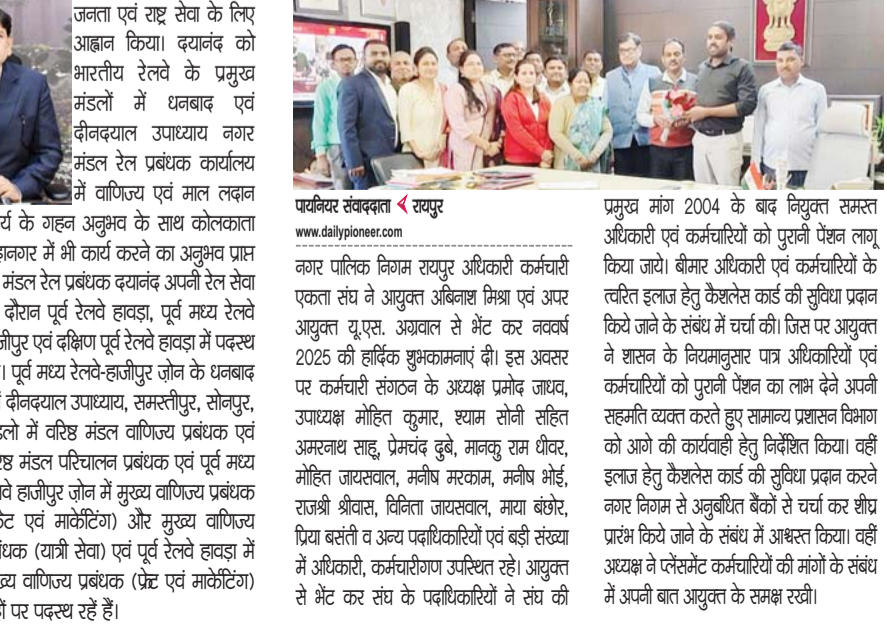 जनता एवं राष्ट्र सेवा के लिए
आह्वान किया। दयानंद को
भारतीय रेलवे के प्रमुख
मंडलों में धनबाद एवं
दीनदयाल उपाध्याय नगर
मंडल रेल प्रबंधक कार्यालय
में वाणिज्य एवं माल लदान
के गहन अनुभव के साथ कोलकाता
में भी कार्य करने का अनुभव प्राप्त
मंडल रेल प्रबंधक दयानंद अपनी रेल सेवा
दौरान पूर्व रेलवे हावड़ा, पूर्व मध्य रेलवे
एवं दक्षिण पूर्व रेलवे हावड़ा में पदस्थ
। पूर्व मध्य रेलवे-हाजीपुर ज़ोन के धनबाद
दीनदयाल उपाध्याय, समस्तीपुर, सोनपुर,
में वरिष्ठ मंडल वाणिज्य प्रबंधक एवं
मंडल परिचालन प्रबंधक एवं पूर्व मध्य
हाजीपुर ज़ोन में मुख्य वाणिज्य प्रबंधक
एवं मार्केटिंग) और मुख्य वाणिज्य
(यात्री सेवा) एवं पूर्व रेलवे हावड़ा में
वाणिज्य प्रबंधक (फ्रेट एवं मार्केटिंग)
पर पदस्थ रहें हैं।
पायनियर संवाददाता रायपुर
www.dailypioneer.com
नगर पालिक निगम रायपुर अधिकारी कर्मचारी
एकता संघ ने आयुक्त अबिनाश मिश्रा एवं अपर
आयुक्त यू.एस. अग्रवाल से भेंट कर नववर्ष
2025 की हार्दिक शुभकामनाएं दी। इस अवसर
पर कर्मचारी संगठन के अध्यक्ष प्रमोद जाधव,
उपाध्यक्ष मोहित कुमार, श्याम सोनी सहित
अमरनाथ साहू, प्रेमचंद दुबे, मानकु राम धीवर,
मोहित जायसवाल, मनीष मरकाम, मनीष भोई,
राजश्री श्रीवास, विनिता जायसवाल, माया बंछोर,
प्रिया बसंती व अन्य पदाधिकारियों एवं बड़ी संख्या
में अधिकारी, कर्मचारीगण उपस्थित रहे। आयुक्त
से भेंट कर संघ के पदाधिकारियों ने संघ की
प्रमुख मांग 2004 के बाद नियुक्त समस्त
अधिकारी एवं कर्मचारियों को पुरानी पेंशन लागू
किया जाये। बीमार अधिकारी एवं कर्मचारियों के
त्वरित इलाज हेतु कैशलेस कार्ड की सुविधा प्रदान
किये जाने के संबंध में चर्चा की। जिस पर आयुक्त
ने शासन के नियमानुसार पात्र अधिकारियों एवं
कर्मचारियों को पुरानी पेंशन का लाभ देने अपनी
सहमति व्यक्त करते हुए सामान्य प्रशासन विभाग
को आगे की कार्यवाही हेतु निर्देशित किया। वहीं
इलाज हेतु कैशलेस कार्ड की सुविधा प्रदान करने
नगर निगम से अनुबंधित बैंकों से चर्चा कर शीघ्र
प्रारंभ किये जाने के संबंध में आश्वस्त किया। वहीं
अध्यक्ष ने प्लेंसमेंट कर्मचारियों की मांगों के संबंध
में अपनी बात आयुक्त के समक्ष रखी।